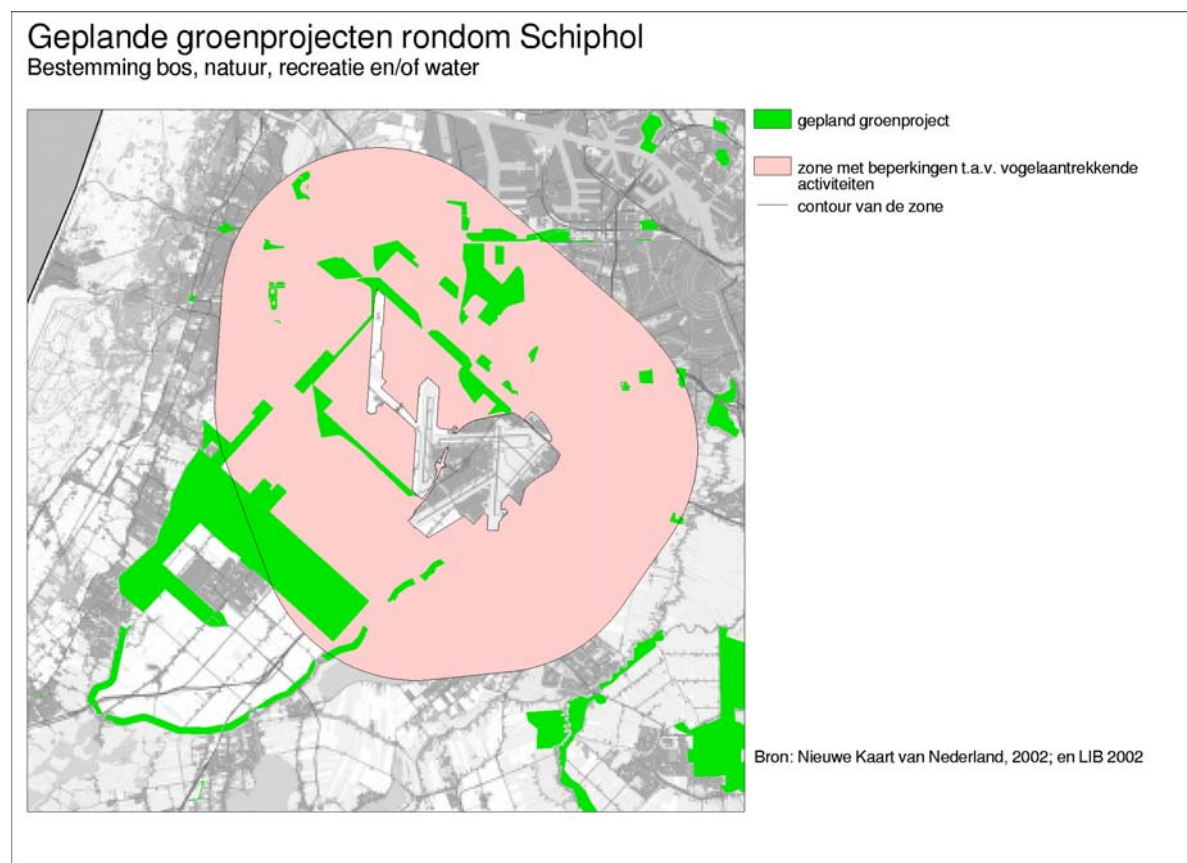 Geplande groenprojecten rondom Schiphol
Bestemming bos, natuur, recreatie en/of water
gepland groenproject
zone met beperkingen t.a.v. vogelaantrekkende
activiteiten
contour van de zone
Bron: Nieuwe Kaart van Nederland, 2002; en LIB 2002